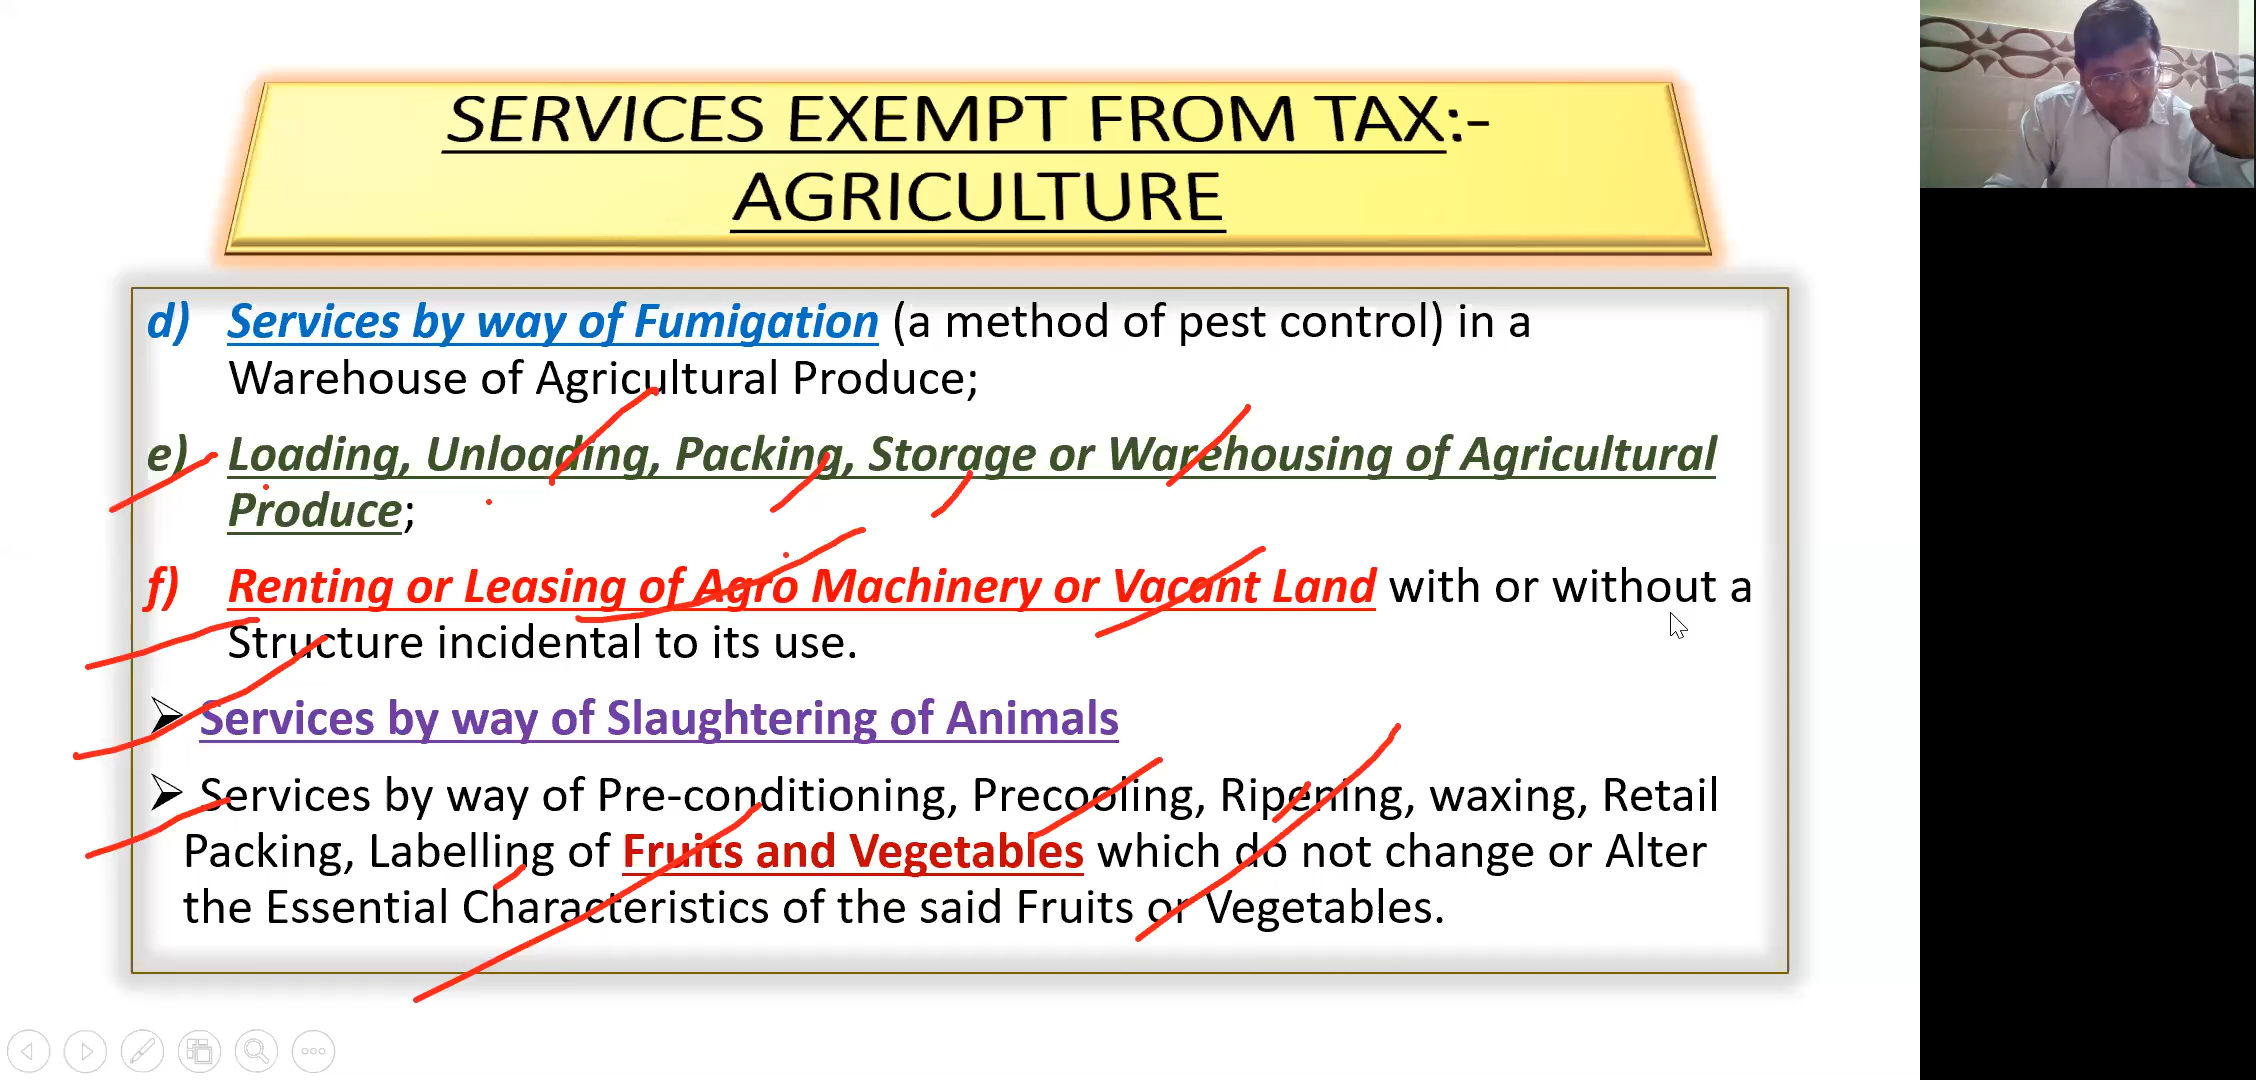 SERVICES EXEMPT FROM TAX:-
AGRICULTURE
d) Services by way of Fumigation (a method of pest control) in a
Warehouse of Agricultural Produce;
e) Loading, Unloading, Packing, Storage or Warehousing of Agricultural
Produce;
f) Renting or Leasing of Agro Machinery or Vacant Land with or without a
Structure incidental to its use.
➢ Services by way of Slaughtering of Animals
➢ Services by way of Pre-conditioning, Precooling, Ripening, waxing, Retail
Packing, Labelling of Fruits and Vegetables which do not change or Alter
the Essential Characteristics of the said Fruits or Vegetables.